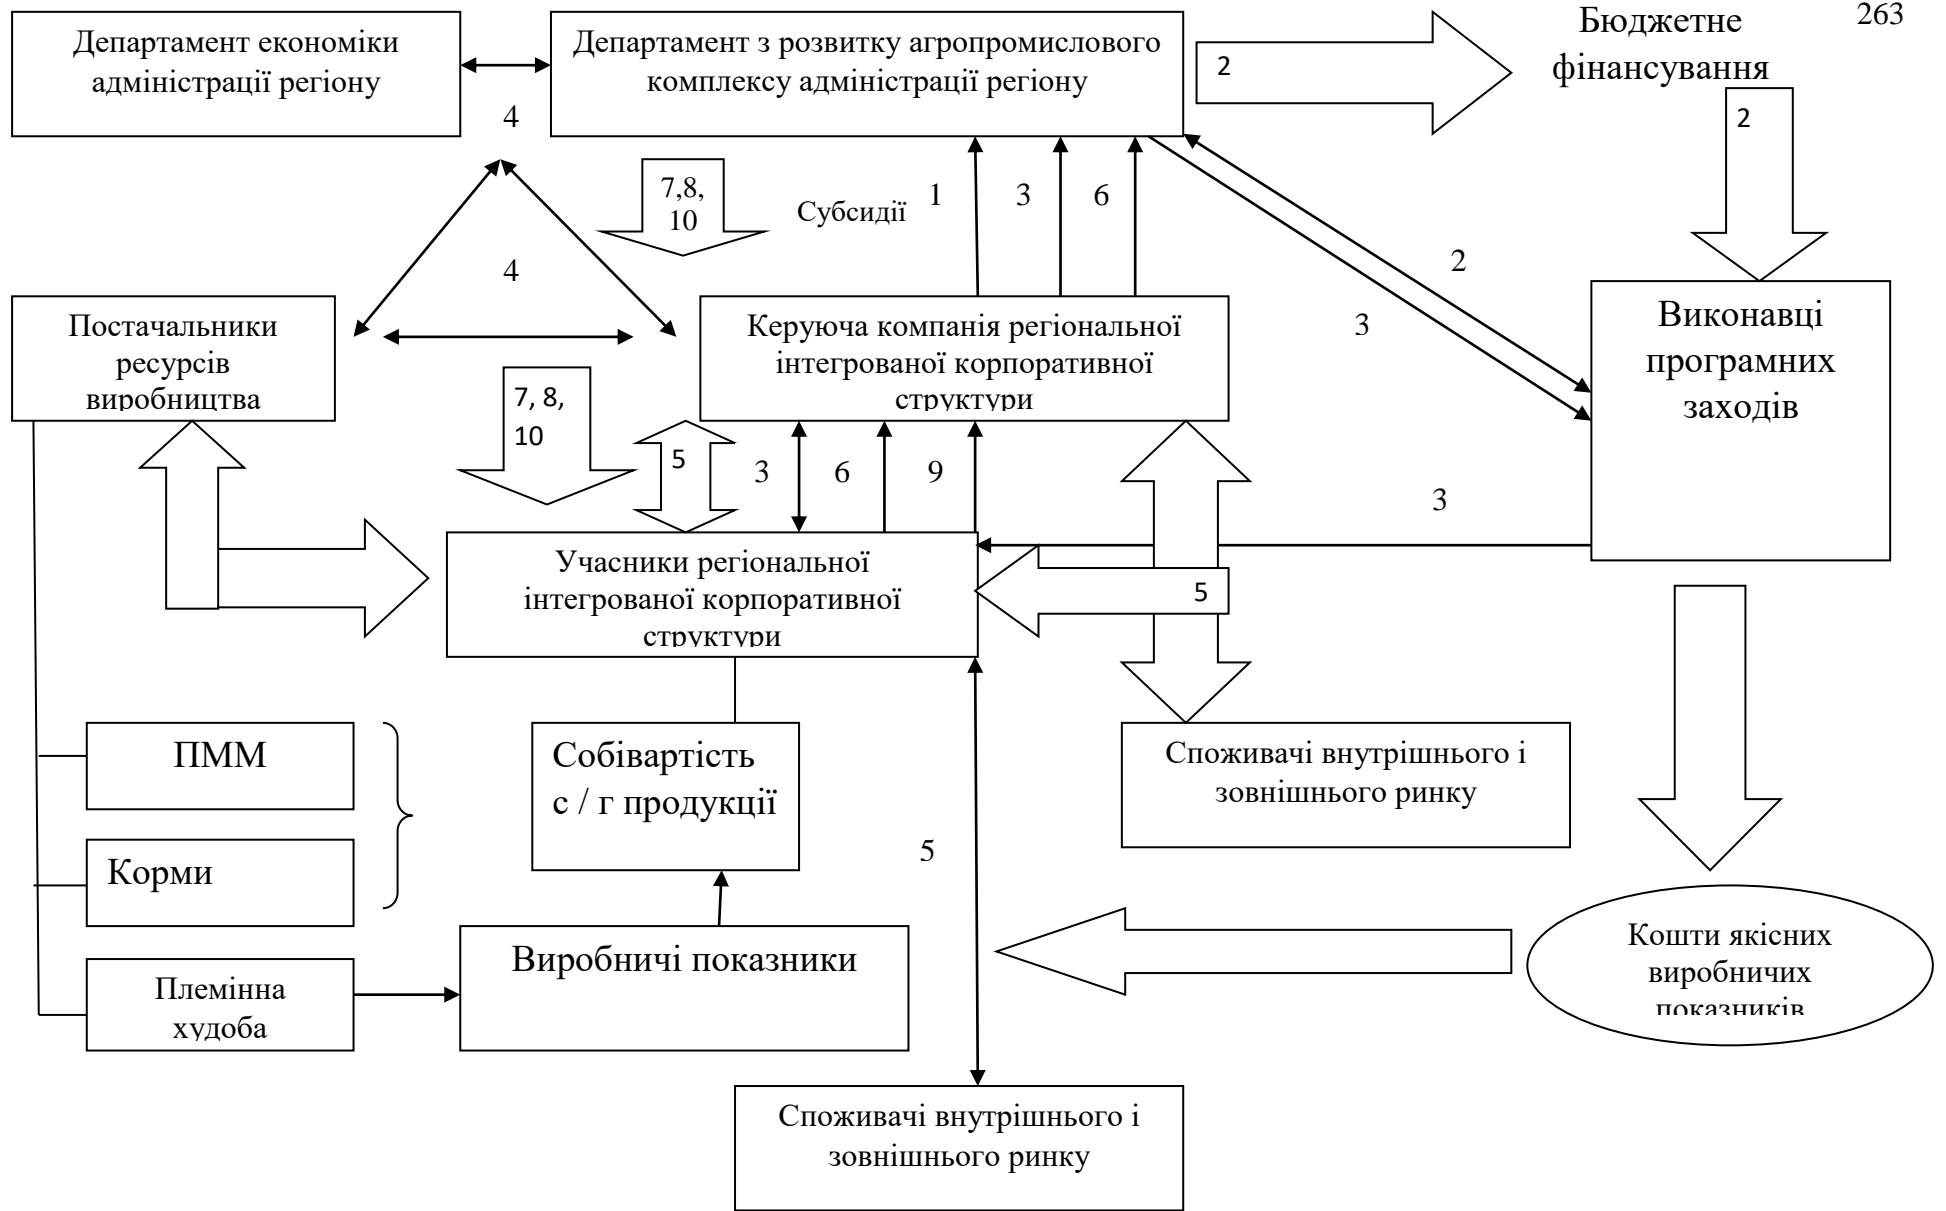 263
Департамент економіки
адміністрації регіону
Департамент з розвитку агропромислового
комплексу адміністрації регіону
2
Бюджетне
фінансування
4
2
7,8,
10
Субсидії
1
3
6
2
4
3
Постачальники
ресурсів
виробництва
Керуюча компанія регіональної
інтегрованої корпоративної
структури
Виконавці
програмних
заходів
7, 8,
10
5
3
6
9
3
Учасники регіональної
інтегрованої корпоративної
структури
5
ПММ
Собівартість
с / г продукції
Споживачі внутрішнього і
зовнішнього ринку
5
Корми
Виробничі показники
Кошти якісних
виробничих
показників
Племінна
худоба
Споживачі внутрішнього і
зовнішнього ринку